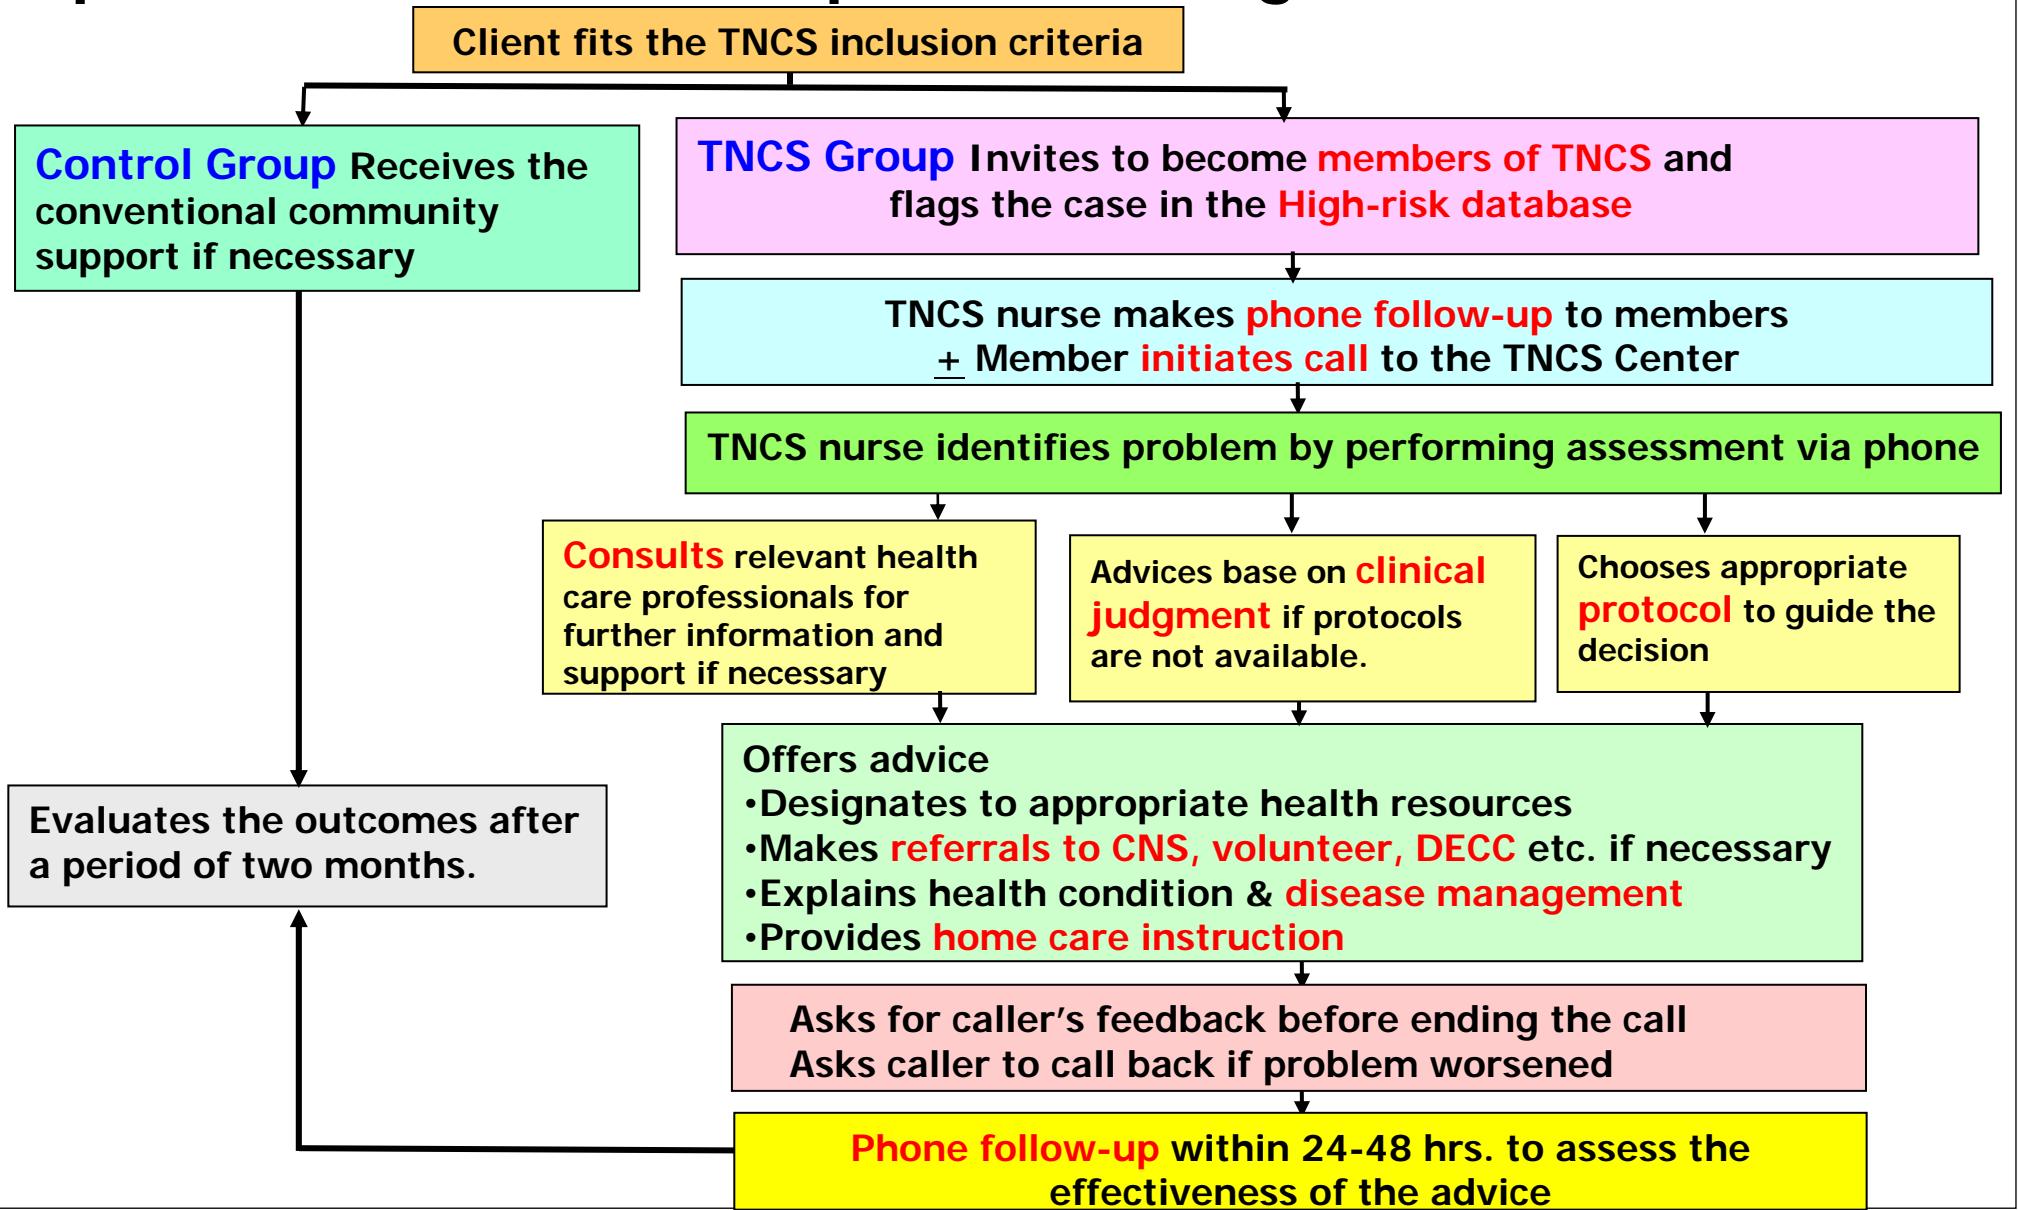 Client fits the TNCS inclusion criteria
Control Group Receives the
conventional community
support if necessary
TNCS Group Invites to become members of TNCS and
flags the case in the High-risk database
TNCS nurse makes phone follow-up to members
+ Member initiates call to the TNCS Center
TNCS nurse identifies problem by performing assessment via phone
Consults relevant health
care professionals for
further information and
support if necessary
Advices base on clinical
judgment if protocols
are not available.
Chooses appropriate
protocol to guide the
decision
Offers advice
•Designates to appropriate health resources
•Makes referrals to CNS, volunteer, DECC etc. if necessary
•Explains health condition & disease management
•Provides home care instruction
Evaluates the outcomes after
a period of two months.
Asks for caller's feedback before ending the call
Asks caller to call back if problem worsened
Phone follow-up within 24-48 hrs. to assess the
effectiveness of the advice